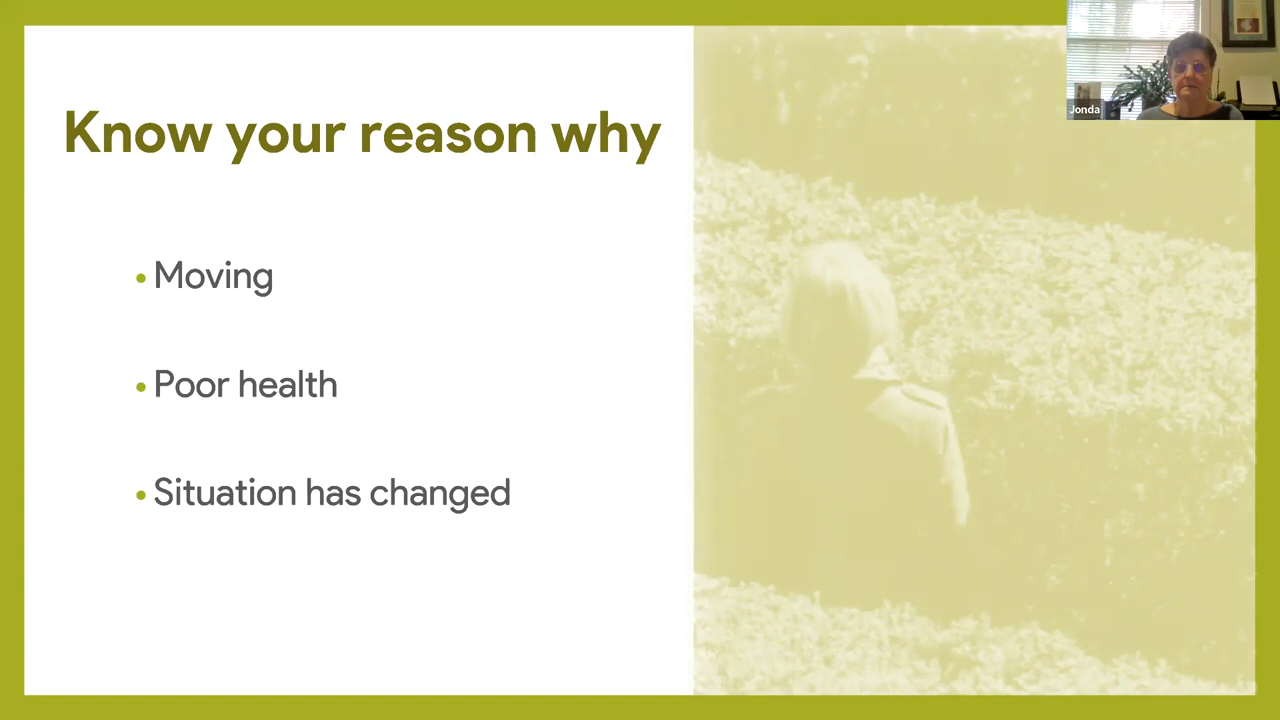 Know your reason why
• Moving
• Poor health
• Situation has changed
Jonda